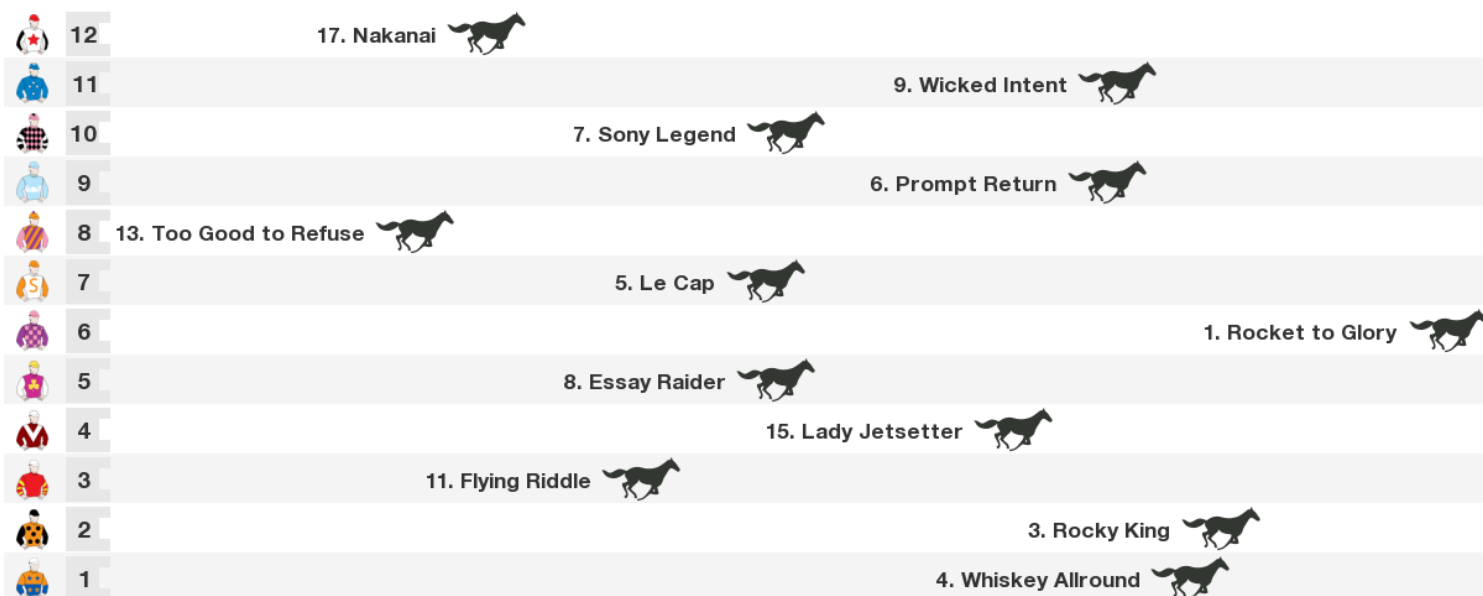 12 17. Nakanai
11 9. Wicked Intent
10 7. Sony Legend
9 6. Prompt Return
8 13. Too Good to Refuse
S 7 5. Le Cap
6 1. Rocket to Glory
5 8. Essay Raider
4 15. Lady Jetsetter
3 11. Flying Riddle
2 3. Rocky King
1 4. Whiskey Allround